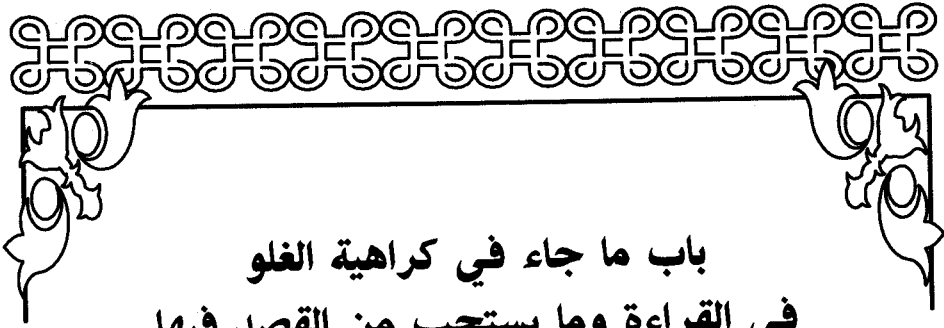 باب ما جاء في كراهية الغلو
في القراءة وما يستحب من القصد فيها